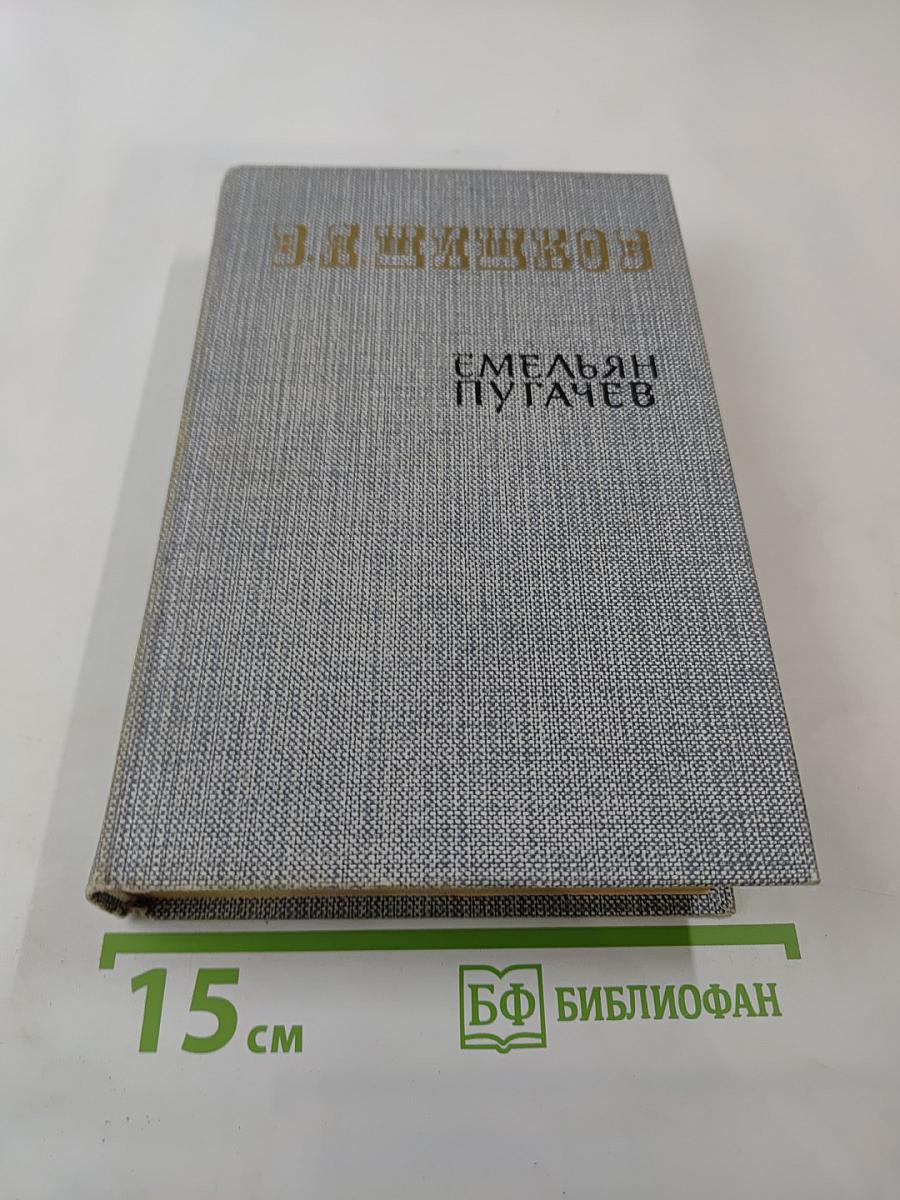 В.Я ШИШКОВ
ЕМЕЛЬЯН
ПУГАЧЕВ
15 см
БФ БИБЛИОФАН